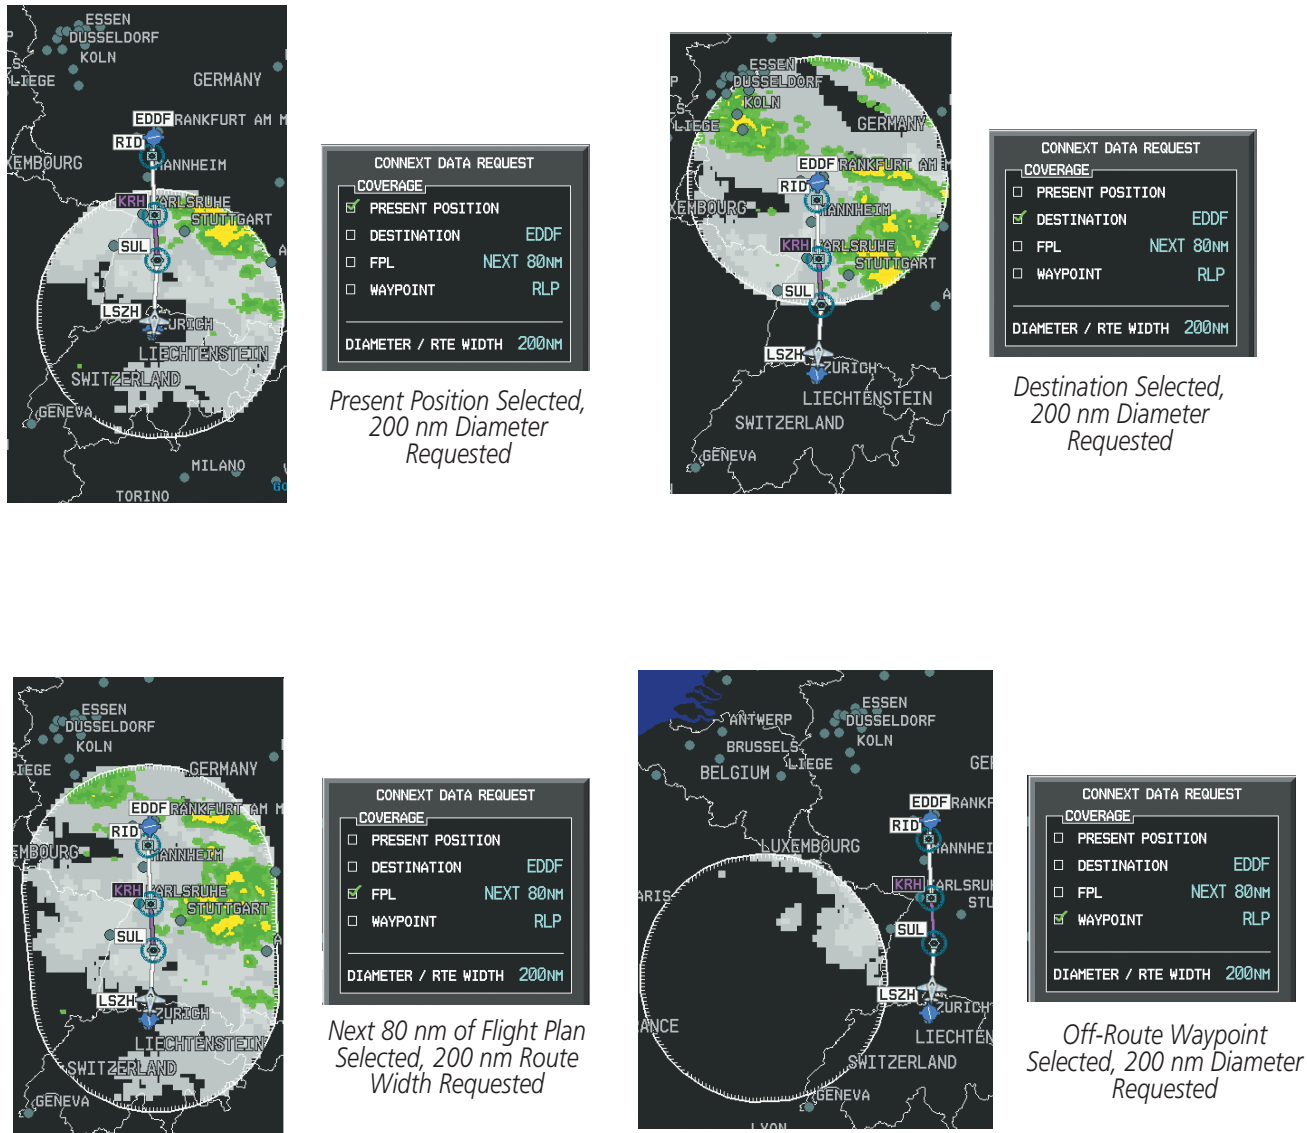 ESSEN
DUSSELDORF
KOLN
LIEGE
GERMANY
EDDF RANKFURT AM M
RID
MANNHEIM
XEMBOURG
KRH KARLSRUHE
STUTTGART
SUL
LSZH
ZURICH
LIECHTENSTEIN
SWITZERLAND
GENEVA
MILANO
TORINO
CONNEXT DATA REQUEST
COVERAGE
PRESENT POSITION
DESTINATION EDDF
FPL NEXT 80NM
WAYPOINT RLP
DIAMETER / RTE WIDTH 200NM
Present Position Selected,
200 nm Diameter
Requested
ESSEN
DUSSELDORF
KOLN
LIEGE
GERMANY
EDDF RANKFURT AM M
RID
MANNHEIM
XEMBOURG
KRH KARLSRUHE
STUTTGART
SUL
LSZH
ZURICH
LIECHTENSTEIN
SWITZERLAND
GENEVA
CONNEXT DATA REQUEST
COVERAGE
PRESENT POSITION
DESTINATION EDDF
FPL NEXT 80NM
WAYPOINT RLP
DIAMETER / RTE WIDTH 200NM
Destination Selected,
200 nm Diameter
Requested
ESSEN
DUSSELDORF
KOLN
LIEGE
GERMANY
EDDF RANKFURT AM M
RID
MANNHEIM
EMBOURG
KRH ARLSRUHE
STUTTGART
SUL
LSZH
ZURICH
LIECHTENSTEIN
SWITZERLAND
GENEVA
CONNEXT DATA REQUEST
COVERAGE
PRESENT POSITION
DESTINATION EDDF
FPL NEXT 80NM
WAYPOINT RLP
DIAMETER / RTE WIDTH 200NM
Next 80 nm of Flight Plan
Selected, 200 nm Route
Width Requested
ESSEN
ANTWERP
DUSSELDORF
KOLN
BRUSSELS
LIEGE
BELGIUM
GE
EDDF RANKF
RID
MANNHEI
LUXEMBOURG
KRH ARLSRUH
ARIS
STU
SUL
LSZH
ZURICH
RANCE
LIECHTEN
SWITZERLAND
GENEVA
LYON
CONNEXT DATA REQUEST
COVERAGE
PRESENT POSITION
DESTINATION EDDF
FPL NEXT 80NM
WAYPOINT RLP
DIAMETER / RTE WIDTH 200NM
Off-Route Waypoint
Selected, 200 nm Diameter
Requested